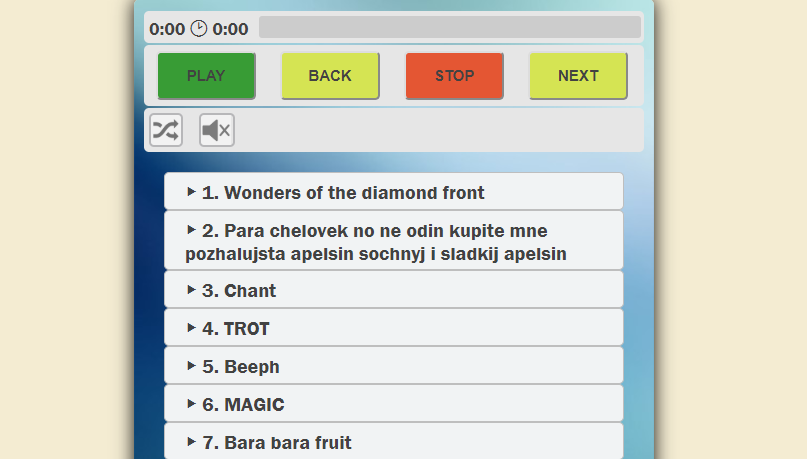 0:00 0:00
PLAY BACK STOP NEXT
1. Wonders of the diamond front
2. Para chelovek no ne odin kupite mne
pozhalujsta apelsin sochnyj i sladkij apelsin
3. Chant
4. TROT
5. Beeph
6. MAGIC
7. Bara bara fruit